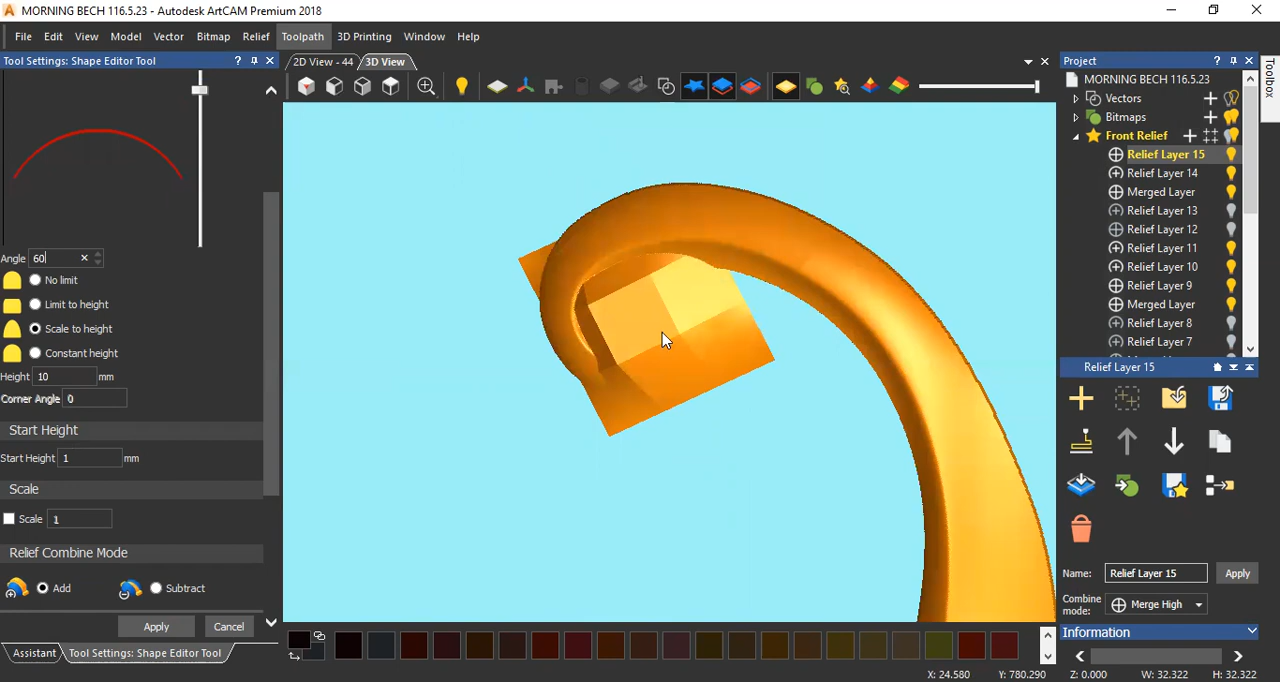 MORNING BECH 116.5.23 - Autodesk ArtCAM Premium 2018
File Edit View Model Vector Bitmap Relief Toolpath 3D Printing Window Help
Tool Settings: Shape Editor Tool ?
2D View - 44 3D View
Project ?
Toolbox
MORNING BECH 116.5.23
Vectors
Bitmaps
Front Relief
Relief Layer 15
Relief Layer 14
Merged Layer
Relief Layer 13
Relief Layer 12
Relief Layer 11
Relief Layer 10
Relief Layer 9
Merged Layer
Relief Layer 8
Relief Layer 7
Angle 60
No limit
Limit to height
Scale to height
Constant height
Height 10 mm
Corner Angle 0
Start Height
Start Height 1 mm
Scale
Scale 1
Relief Combine Mode
Add Subtract
Apply Cancel
Assistant Tool Settings: Shape Editor Tool
Relief Layer 15
Name: Relief Layer 15 Apply
Combine mode: Merge High
Information
X: 24.580 Y: 780.290 Z: 0.000 W: 32.322 H: 32.322